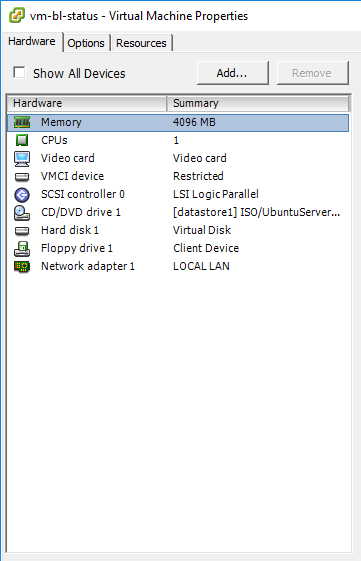 vm-bl-status - Virtual Machine Properties
Hardware Options Resources
Show All Devices Add... Remove
Hardware Summary
Memory 4096 MB
CPUs 1
Video card Video card
VMCI device Restricted
SCSI controller 0 LSI Logic Parallel
CD/DVD drive 1 [datastore1] ISO/UbuntuServer...
Hard disk 1 Virtual Disk
Floppy drive 1 Client Device
Network adapter 1 LOCAL LAN